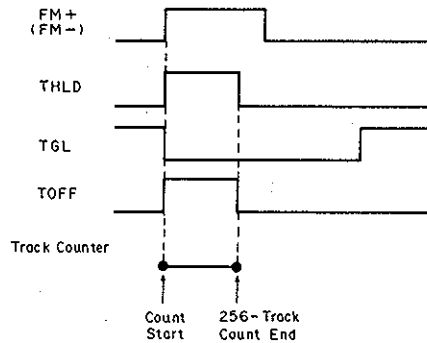 FM+
(FM-)
THLD
TGL
TOFF
Track Counter
Count
Start
256-Track
Count End